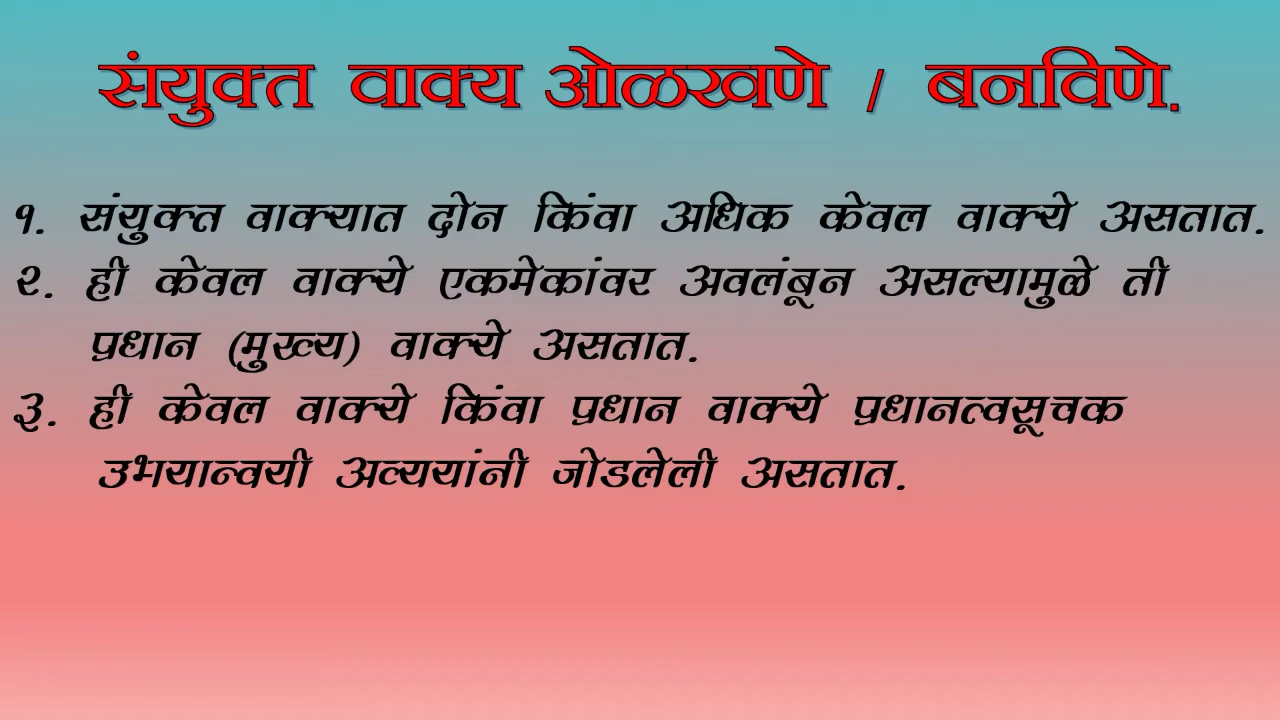 संयुक्त वाक्य ओळखणे / बनविणे.
१. संयुक्त वाक्यात दोन किंवा अधिक केवल वाक्ये असतात.
२. ही केवल वाक्ये एकमेकांवर अवलंबून असल्यामुळे ती
प्रधान (मुख्य) वाक्ये असतात.
३. ही केवल वाक्ये किंवा प्रधान वाक्ये प्रधानत्वसूचक
उभयान्वयी अव्ययांनी जोडलेली असतात.